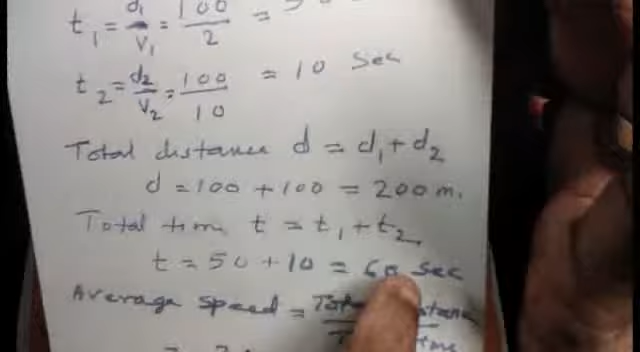 t₁ = d₁/V₁ = 100/2 = 50
t₂ = d₂/V₂ = 100/10 = 10 Sec
Total distance d = d₁ + d₂
d = 100 + 100 = 200 m.
Total time t = t₁ + t₂
t = 50 + 10 = 60 sec
Average speed =
=